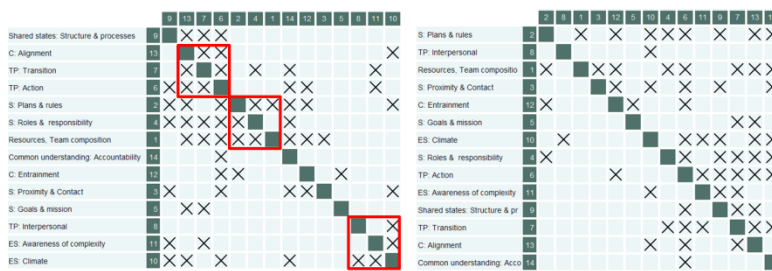 9 13 7 6 2 4 1 14 12 3 5 8 11 10
Shared states: Structure & processes 9
C: Alignment 13
TP: Transition 7
TP: Action 6
S: Plans & rules 2
S: Roles & responsibility 4
Resources, Team composition 1
Common understanding: Accountability 14
C: Entrainment 12
S: Proximity & Contact 3
S: Goals & mission 5
TP: Interpersonal 8
ES: Awareness of complexity 11
ES: Climate 10
2 8 1 3 12 5 10 4 6 11 9 7 13
S: Plans & rules 2
TP: Interpersonal 8
Resources, Team compositio 1
S: Proximity & Contact 3
C: Entrainment 12
S: Goals & mission 5
ES: Climate 10
S: Roles & responsibility 4
TP: Action 6
ES: Awareness of complexity 11
Shared states: Structure & pr 9
TP: Transition 7
C: Alignment 13
Common understanding: Acco 14